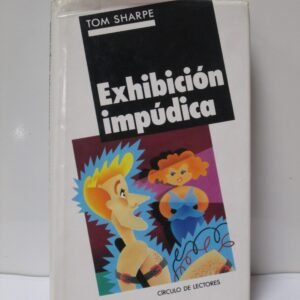 TOM SHARPE
Exhibición
impúdica
CIRCULO DE LECTORES